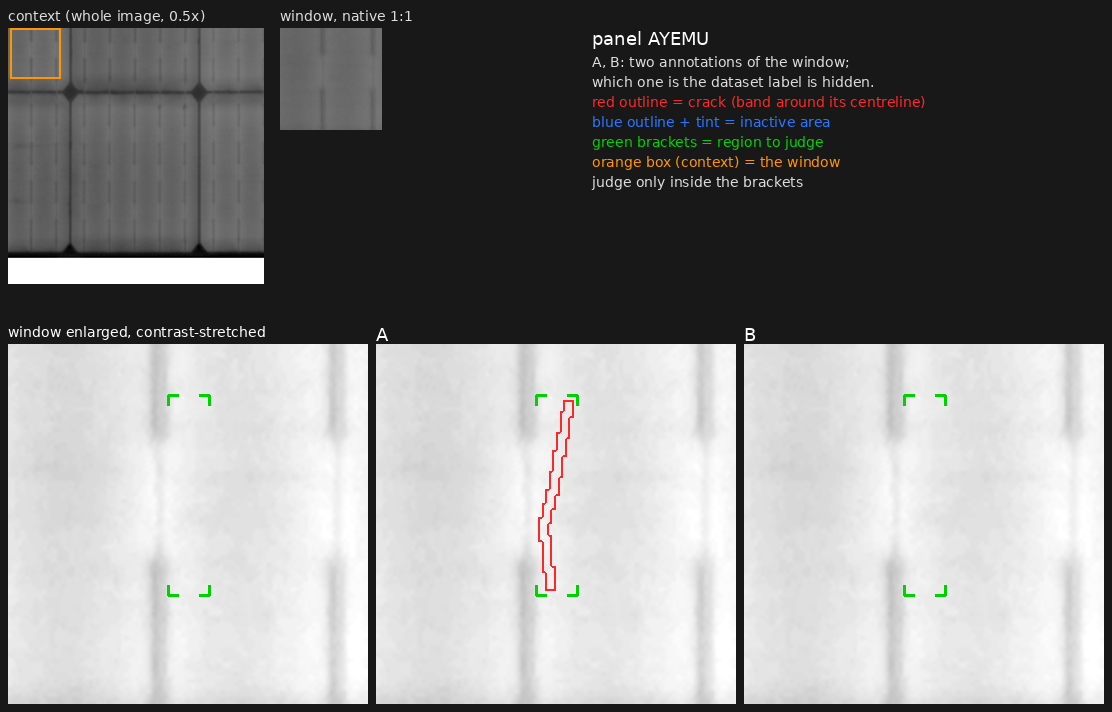 context (whole image, 0.5x)
window, native 1:1
panel AYEMU
A, B: two annotations of the window;
which one is the dataset label is hidden.
red outline = crack (band around its centreline)
blue outline + tint = inactive area
green brackets = region to judge
orange box (context) = the window
judge only inside the brackets
window enlarged, contrast-stretched
A
B